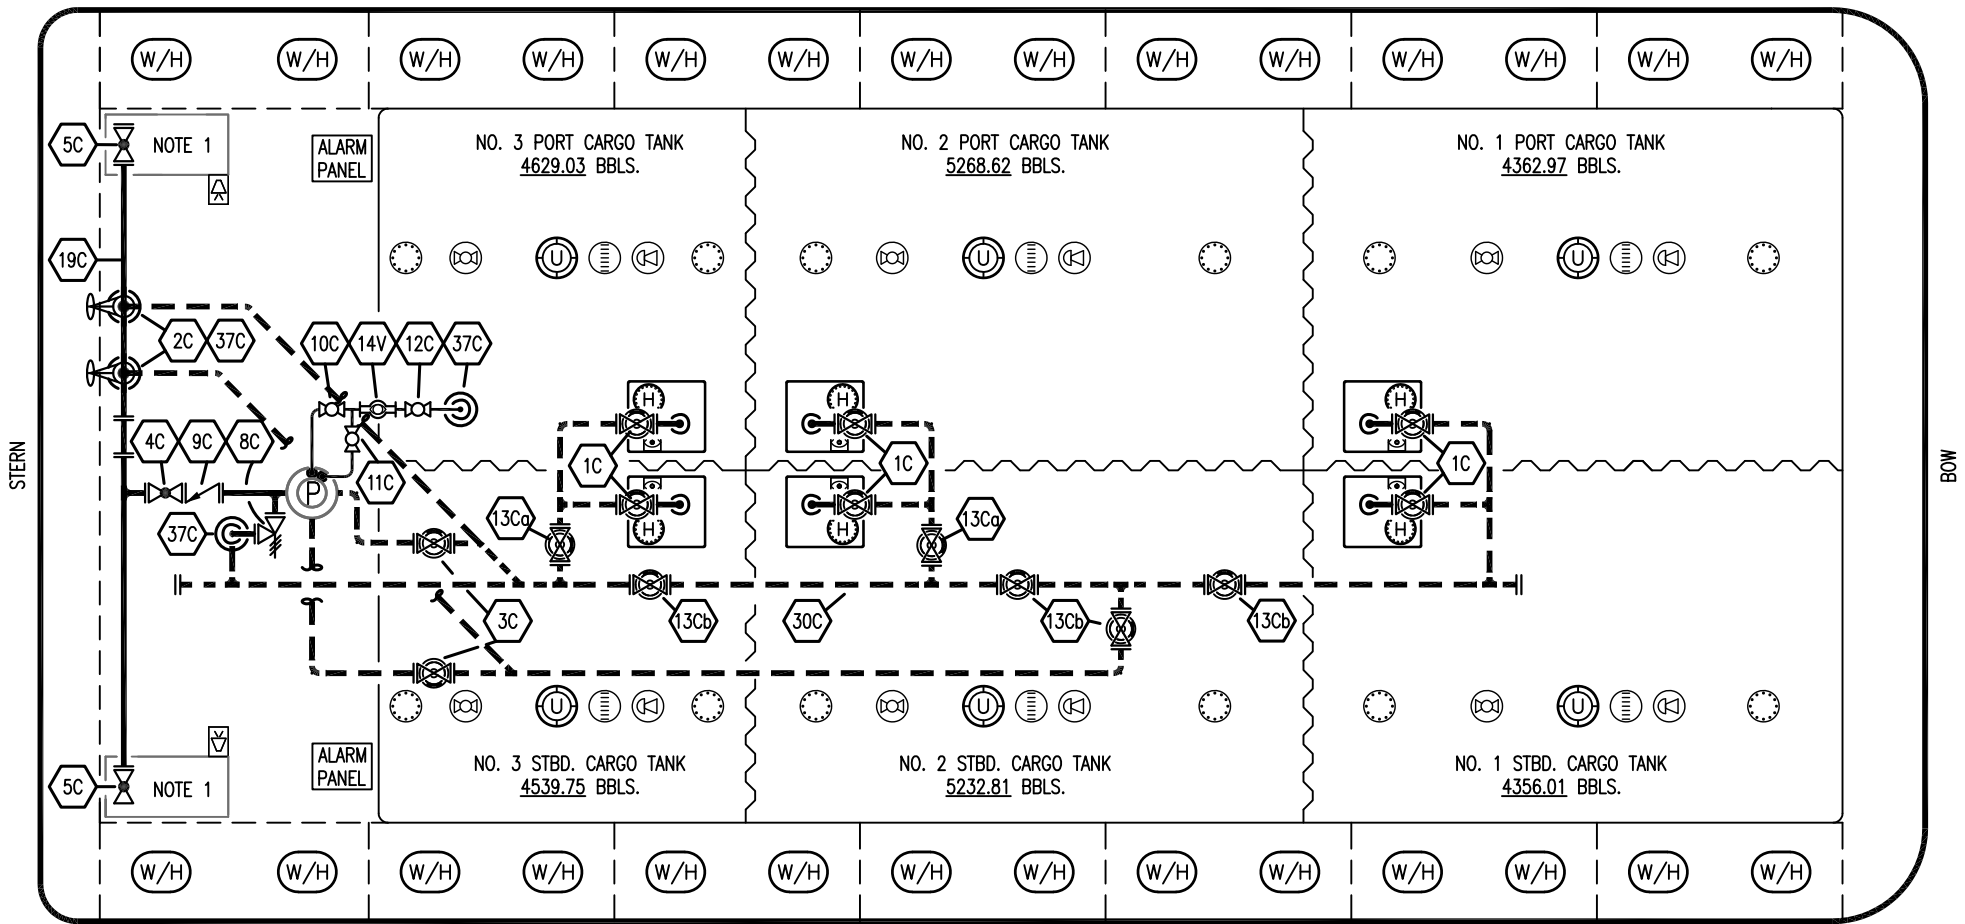 W/H W/H W/H W/H W/H W/H W/H W/H W/H W/H W/H W/H W/H W/H
5C
NOTE 1
ALARM
PANEL
NO. 3 PORT CARGO TANK
4629.03 BBLS.
NO. 2 PORT CARGO TANK
5268.62 BBLS.
NO. 1 PORT CARGO TANK
4362.97 BBLS.
19C
U U U
2C 37C
10C 14V 12C 37C
H H H
4C 9C 8C
STERN
1C 1C 1C
BOW
11C
P
13Ca 13Ca
37C
H H H
3C
13Cb
30C
13Cb
13Cb
U U U
ALARM
PANEL
NO. 3 STBD. CARGO TANK
4539.75 BBLS.
NO. 2 STBD. CARGO TANK
5232.81 BBLS.
NO. 1 STBD. CARGO TANK
4356.01 BBLS.
5C
NOTE 1
W/H W/H W/H W/H W/H W/H W/H W/H W/H W/H W/H W/H W/H W/H